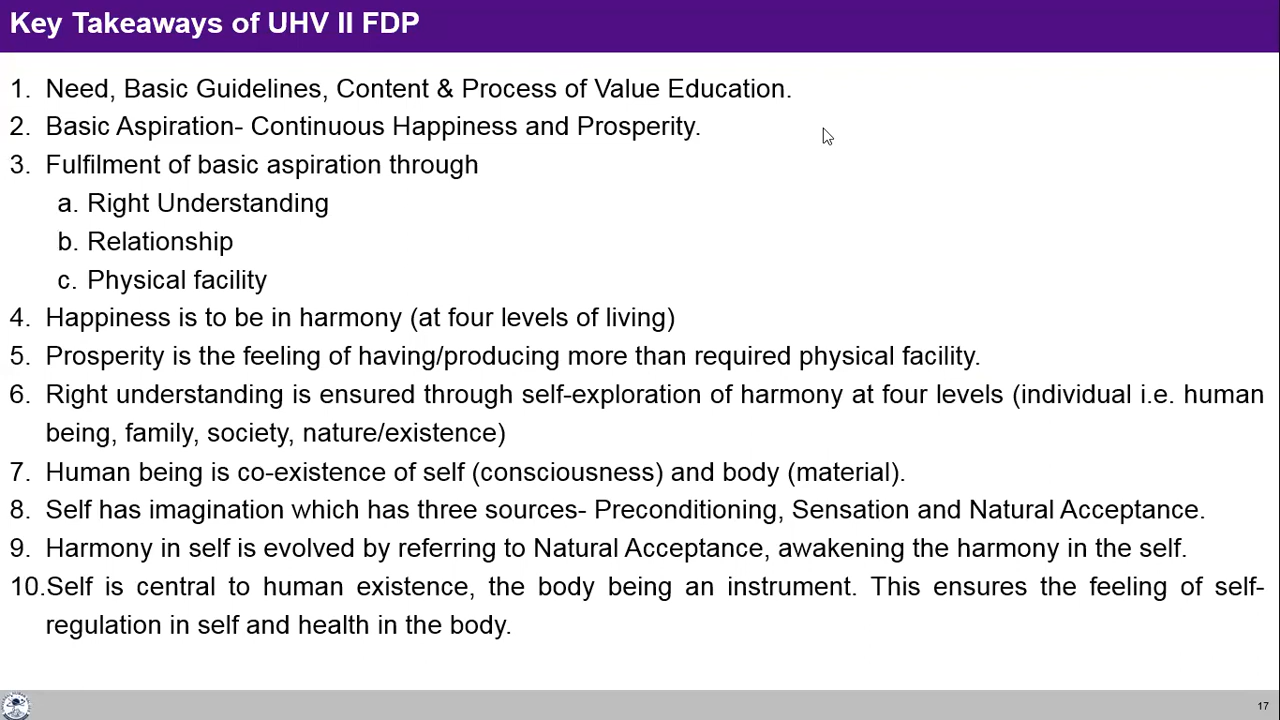 Key Takeaways of UHV II FDP
1. Need, Basic Guidelines, Content & Process of Value Education.
2. Basic Aspiration- Continuous Happiness and Prosperity.
3. Fulfilment of basic aspiration through
a. Right Understanding
b. Relationship
c. Physical facility
4. Happiness is to be in harmony (at four levels of living)
5. Prosperity is the feeling of having/producing more than required physical facility.
6. Right understanding is ensured through self-exploration of harmony at four levels (individual i.e. human
being, family, society, nature/existence)
7. Human being is co-existence of self (consciousness) and body (material).
8. Self has imagination which has three sources- Preconditioning, Sensation and Natural Acceptance.
9. Harmony in self is evolved by referring to Natural Acceptance, awakening the harmony in the self.
10.Self is central to human existence, the body being an instrument. This ensures the feeling of self-
regulation in self and health in the body.
17